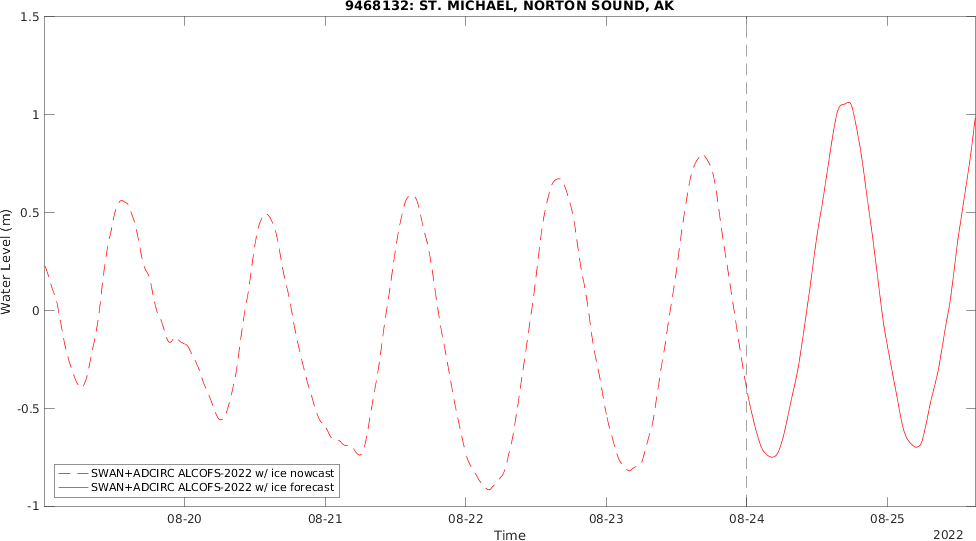 9468132: ST. MICHAEL, NORTON SOUND, AK
1.5
1
0.5
0
-0.5
-1
Water Level (m)
SWAN+ADCIRC ALCOFS-2022 w/ ice nowcast
SWAN+ADCIRC ALCOFS-2022 w/ ice forecast
08-20
08-21
08-22
08-23
08-24
08-25
Time
2022